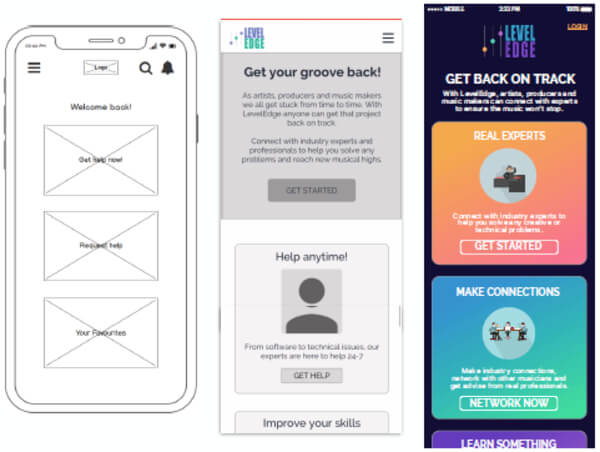 Logo
Welcome back!
Get help now!
Request help
Your Favourites
LEVEL
EDGE
Get your groove back!
As artists, producers and music makers
we all get stuck from time to time. With
LevelEdge anyone can get that project
back on track.
Connect with industry experts and
professionals to help you solve any
problems and reach new musical highs.
GET STARTED
Help anytime!
From software to technical issues, our
experts are here to help 24-7
GET HELP
Improve your skills
MOBILE 2:22 PM 100%
LOGIN
LEVEL
EDGE
GET BACK ON TRACK
With LevelEdge, artists, producers and
music makers can connect with experts
to ensure the music won't stop.
REAL EXPERTS
Connect with industry experts to
help you solve any creative or
technical problems.
GET STARTED
MAKE CONNECTIONS
Make industry connections,
network with other musicians and
get advise from real professionals.
NETWORK NOW
LEARN SOMETHING